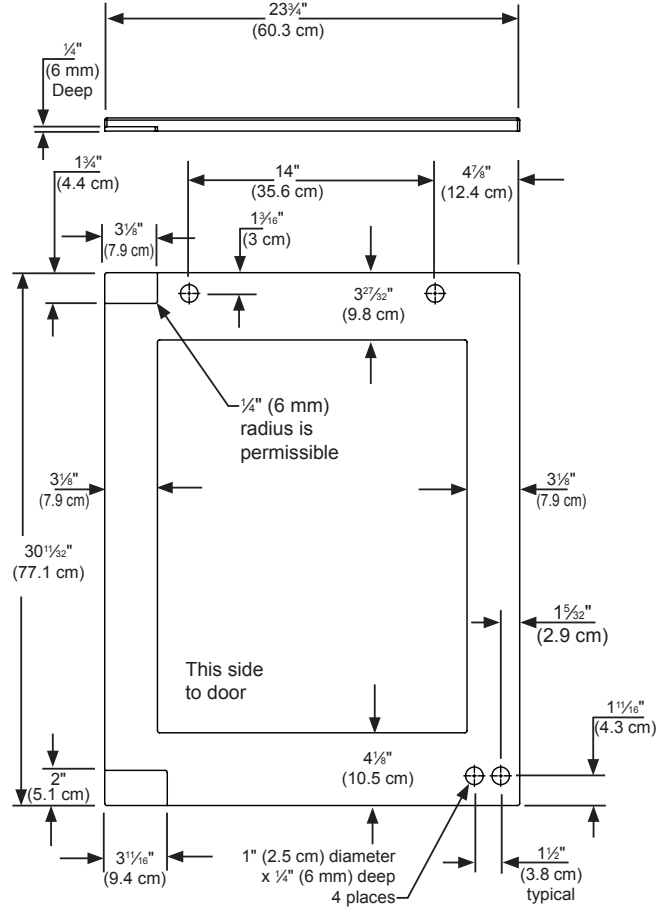 23¾"
(60.3 cm)
¼"
(6 mm)
Deep
1¾"
(4.4 cm)
14"
(35.6 cm)
4⅞"
(12.4 cm)
3⅛"
(7.9 cm)
1³⁄₁₆"
(3 cm)
3²⁷⁄₃₂"
(9.8 cm)
¼" (6 mm)
radius is
permissible
3⅛"
(7.9 cm)
3⅛"
(7.9 cm)
30¹¹⁄₃₂"
(77.1 cm)
1⁵⁄₃₂"
(2.9 cm)
This side
to door
1¹¹⁄₁₆"
(4.3 cm)
2"
(5.1 cm)
4⅛"
(10.5 cm)
3¹¹⁄₁₆"
(9.4 cm)
1" (2.5 cm) diameter
x ¼" (6 mm) deep
4 places
1½"
(3.8 cm)
typical